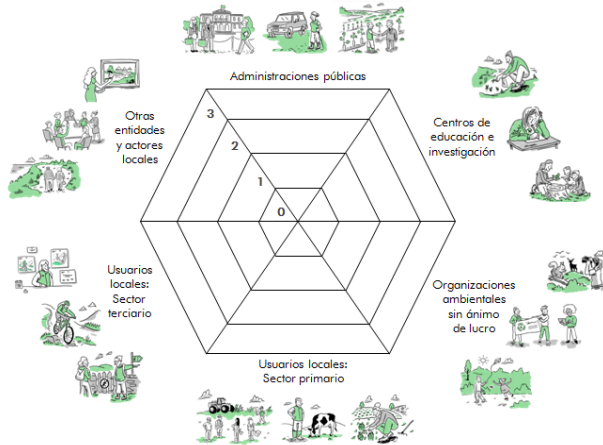 Administraciones públicas
Otras
entidades
y actores
locales
Centros de
educación e
investigación
3
2
1
0
Usuarios
locales:
Sector
terciario
Organizaciones
ambientales
sin ánimo
de lucro
Usuarios locales:
Sector primario